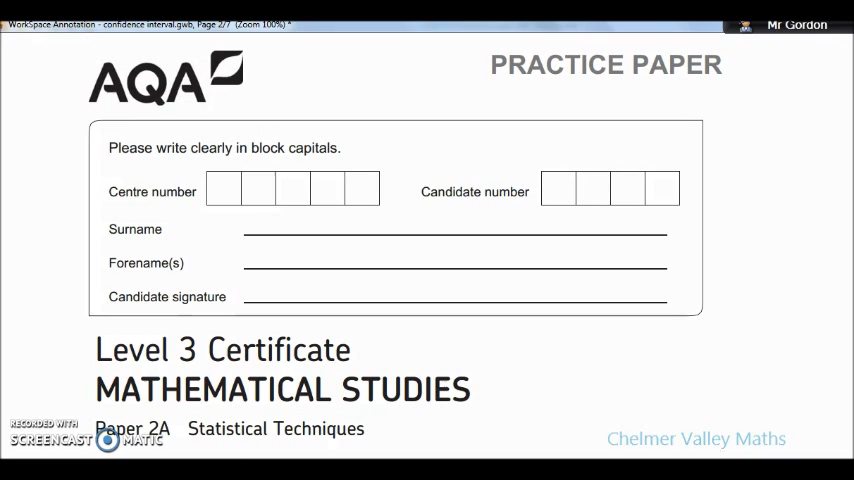 WorkSpace Annotation - confidence interval.gwb, Page 2/7 (Zoom 100%) *
Mr Gordon
AQA
PRACTICE PAPER
Please write clearly in block capitals.
Centre number
Candidate number
Surname
Forename(s)
Candidate signature
Level 3 Certificate
MATHEMATICAL STUDIES
Paper 2A Statistical Techniques
RECORDED WITH
SCREENCAST MATIC
Chelmer Valley Maths